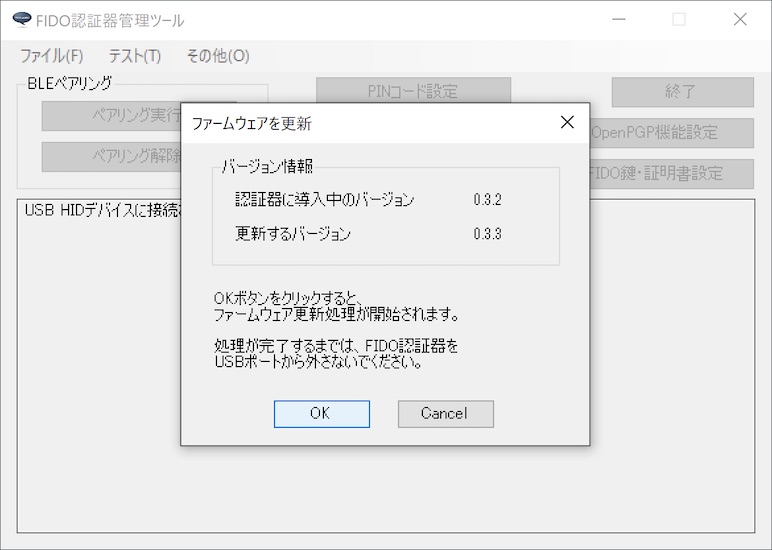 FIDO認証器管理ツール
ファイル(F) テスト(T) その他(O)
BLEペアリング
ペアリング実行
ペアリング解除
PINコード設定
終了
OpenPGP機能設定
FIDO鍵・証明書設定
USB HIDデバイスに接続
ファームウェアを更新
バージョン情報
認証器に導入中のバージョン 0.3.2
更新するバージョン 0.3.3
OKボタンをクリックすると、
ファームウェア更新処理が開始されます。
処理が完了するまでは、FIDO認証器を
USBポートから外さないでください。
OK Cancel